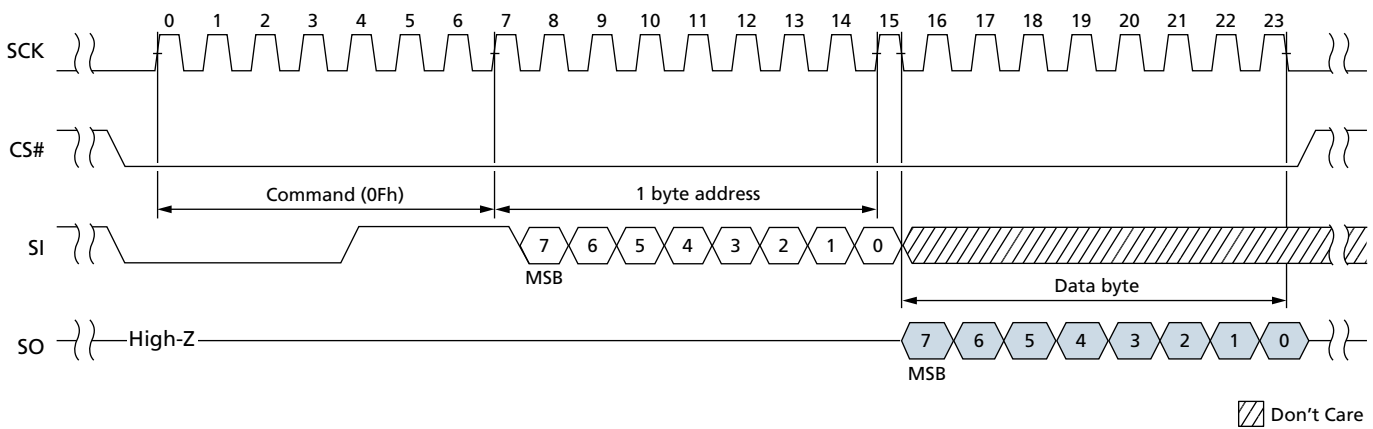 0 1 2 3 4 5 6 7 8 9 10 11 12 13 14 15 16 17 18 19 20 21 22 23
SCK
CS#
Command (0Fh) 1 byte address
SI 7 6 5 4 3 2 1 0
MSB
Data byte
SO High-Z 7 6 5 4 3 2 1 0
MSB
Don't Care